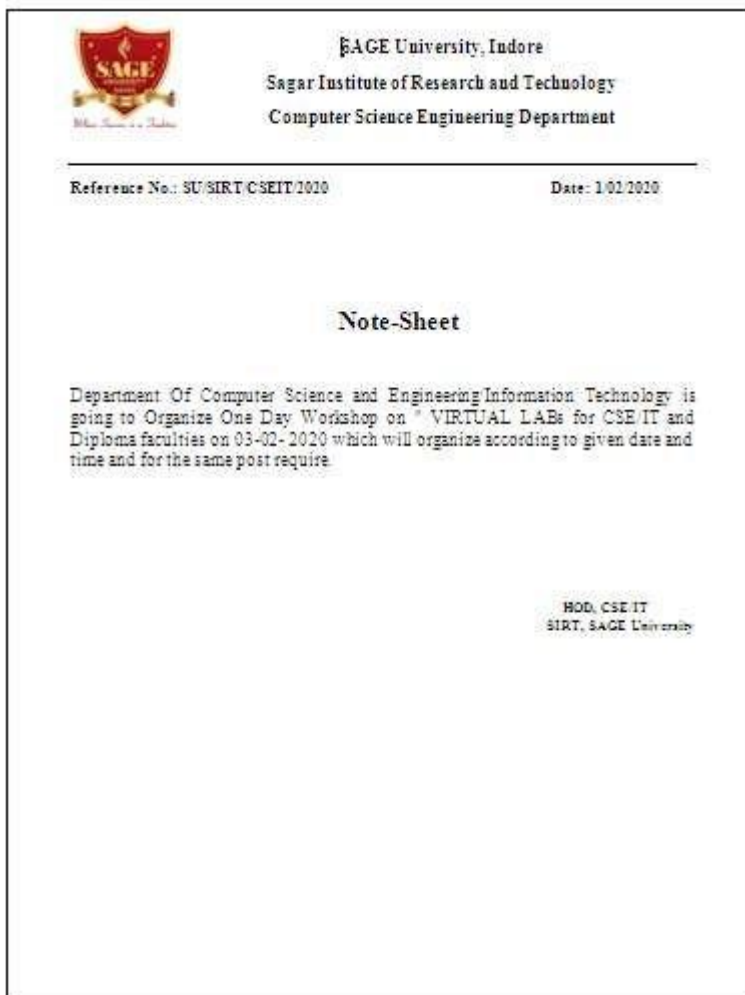 SAGE
SAGE University, Indore
Sagar Institute of Research and Technology
Computer Science Engineering Department
Reference No.: SU/SIRT/CSEIT/2020 Date: 1/02/2020
Note-Sheet
Department Of Computer Science and Engineering/Information Technology is
going to Organize One Day Workshop on " VIRTUAL LABs for CSE/IT and
Diploma faculties on 03-02- 2020 which will organize according to given date and
time and for the same post require.
HOD, CSE/IT
SIRT, SAGE University